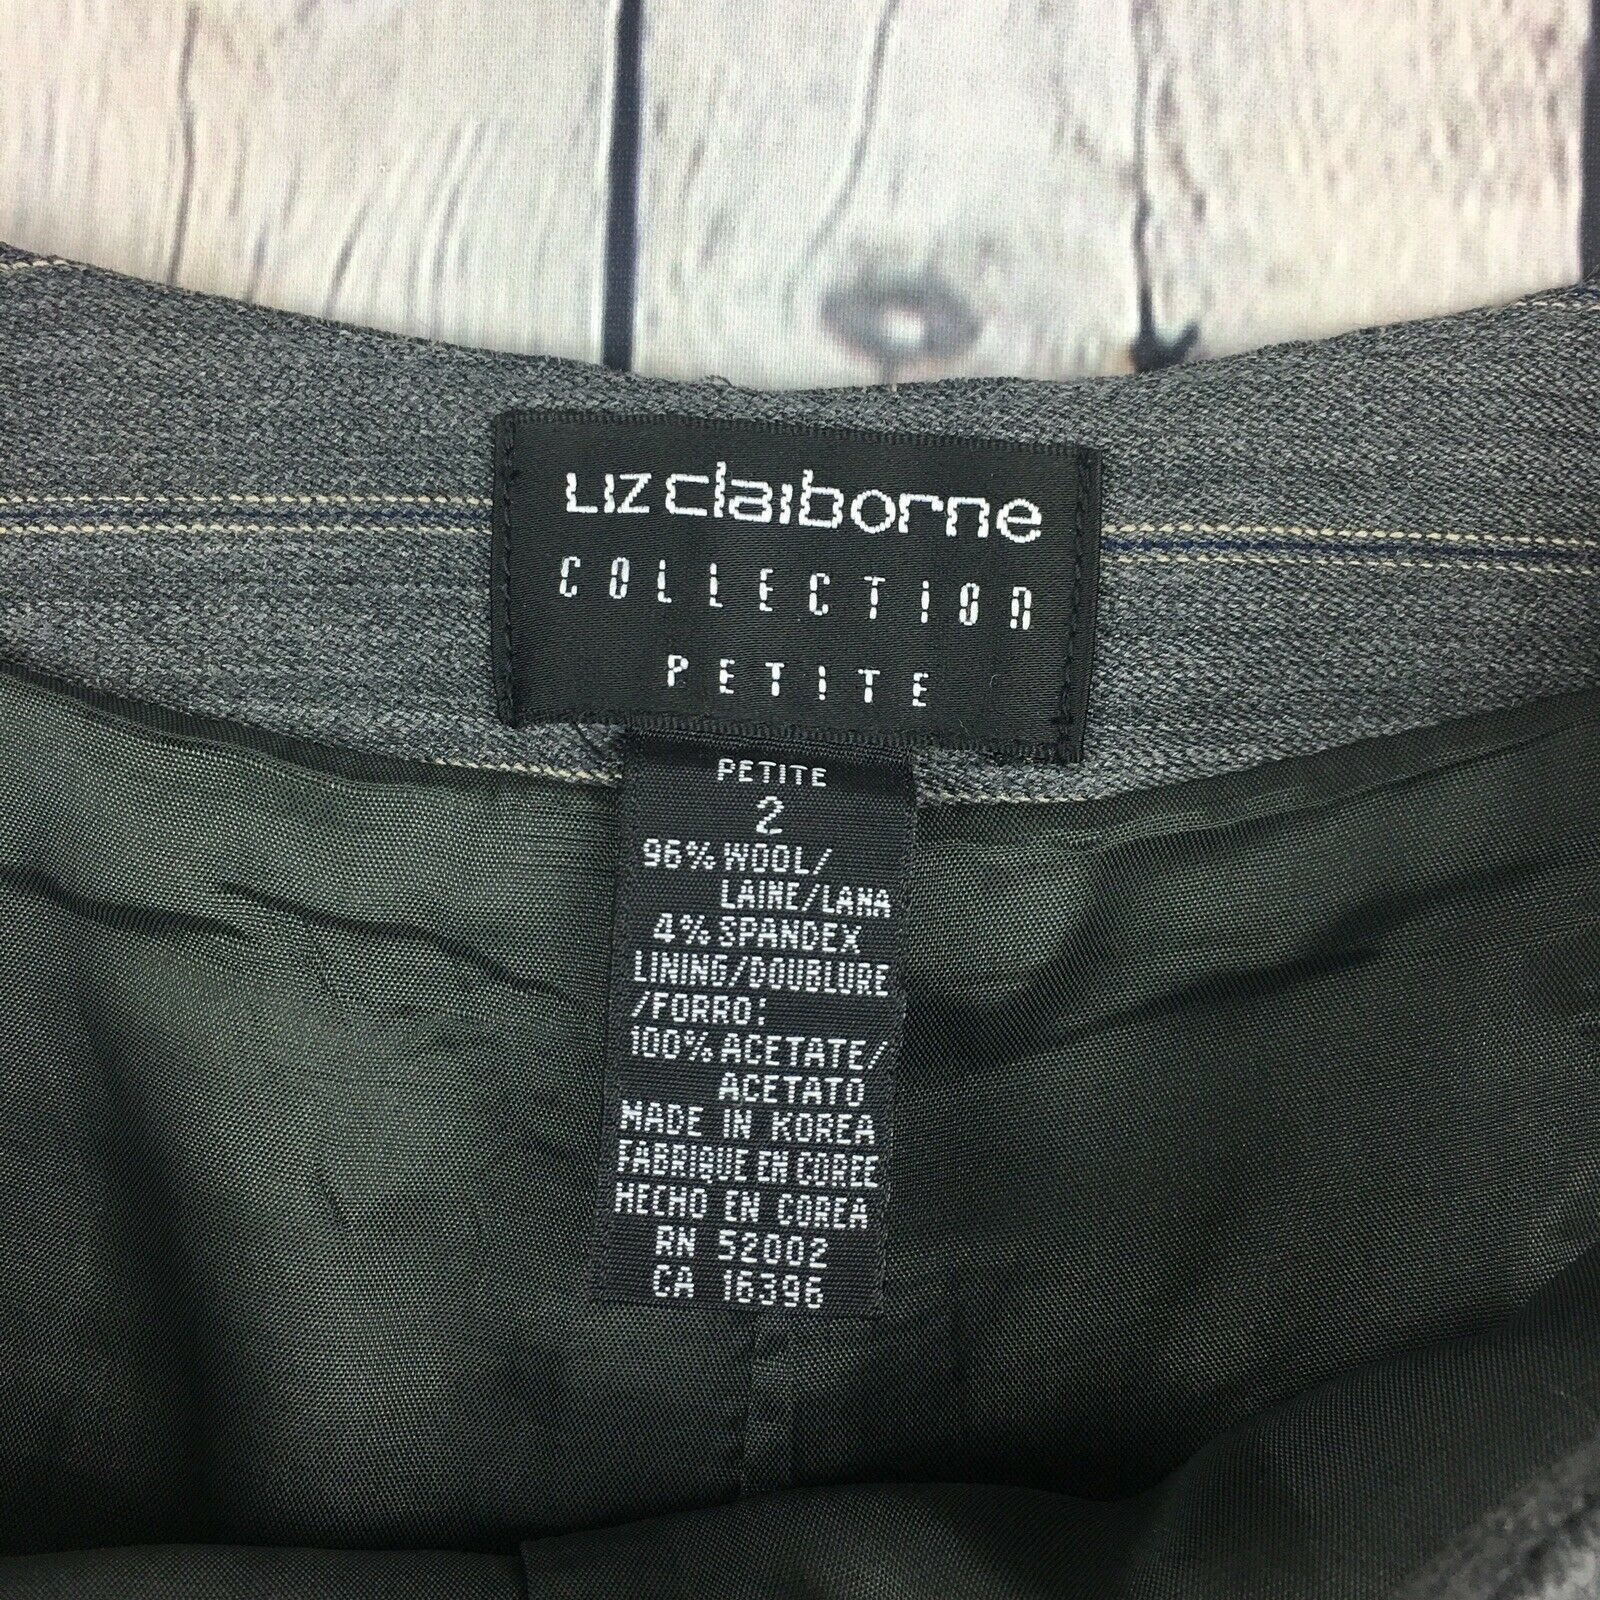 Liz claiborne
COLLECTION
PETITE
PETITE
2
96% WOOL/
LAINE/LANA
4% SPANDEX
LINING/DOUBLURE
/FORRO:
100% ACETATE/
ACETATO
MADE IN KOREA
FABRIQUE EN COREE
HECHO EN COREA
RN 52002
CA 16396